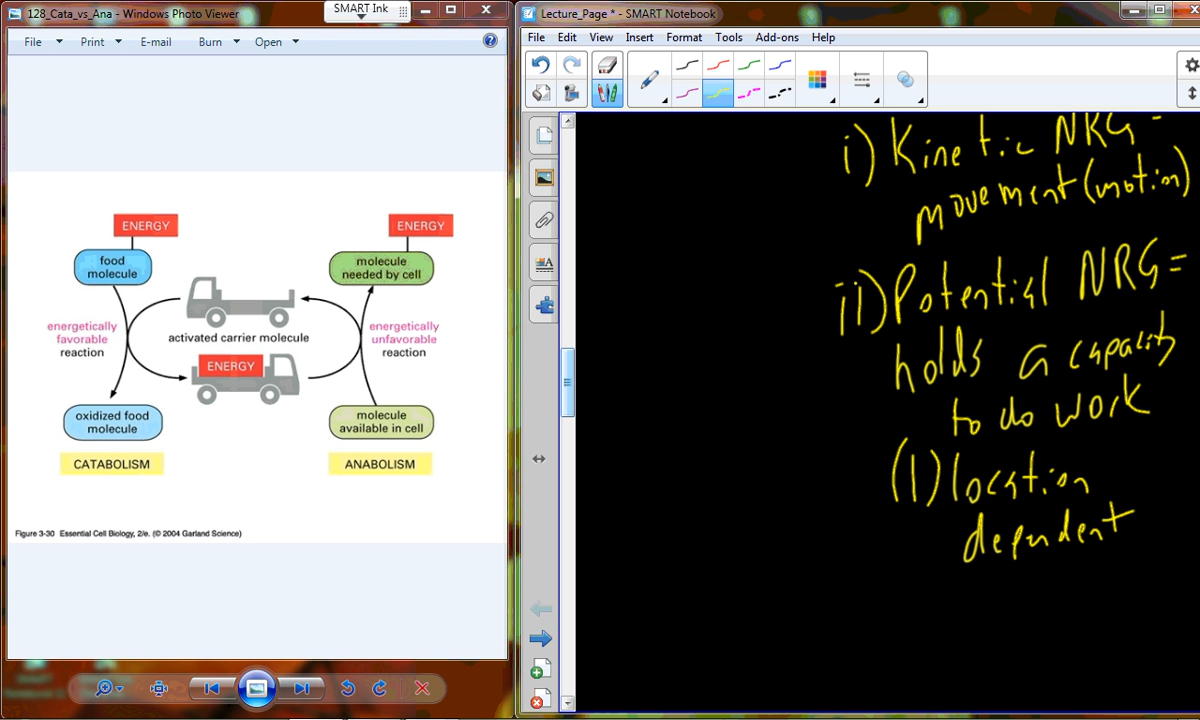 128_Cata_vs_Ana - Windows Photo Viewer
SMART Ink
File Print E-mail Burn Open
ENERGY
ENERGY
food
molecule
molecule
needed by cell
energetically
favorable
reaction
activated carrier molecule
energetically
unfavorable
reaction
ENERGY
oxidized food
molecule
molecule
available in cell
CATABOLISM
ANABOLISM
Figure 3-30 Essential Cell Biology, 2/e. (© 2004 Garland Science)
Lecture_Page * - SMART Notebook
File Edit View Insert Format Tools Add-ons Help
i) Kinetic NRG =
movement (motion)
ii) Potential NRG =
holds a capacity
to do work
(1) location
dependent